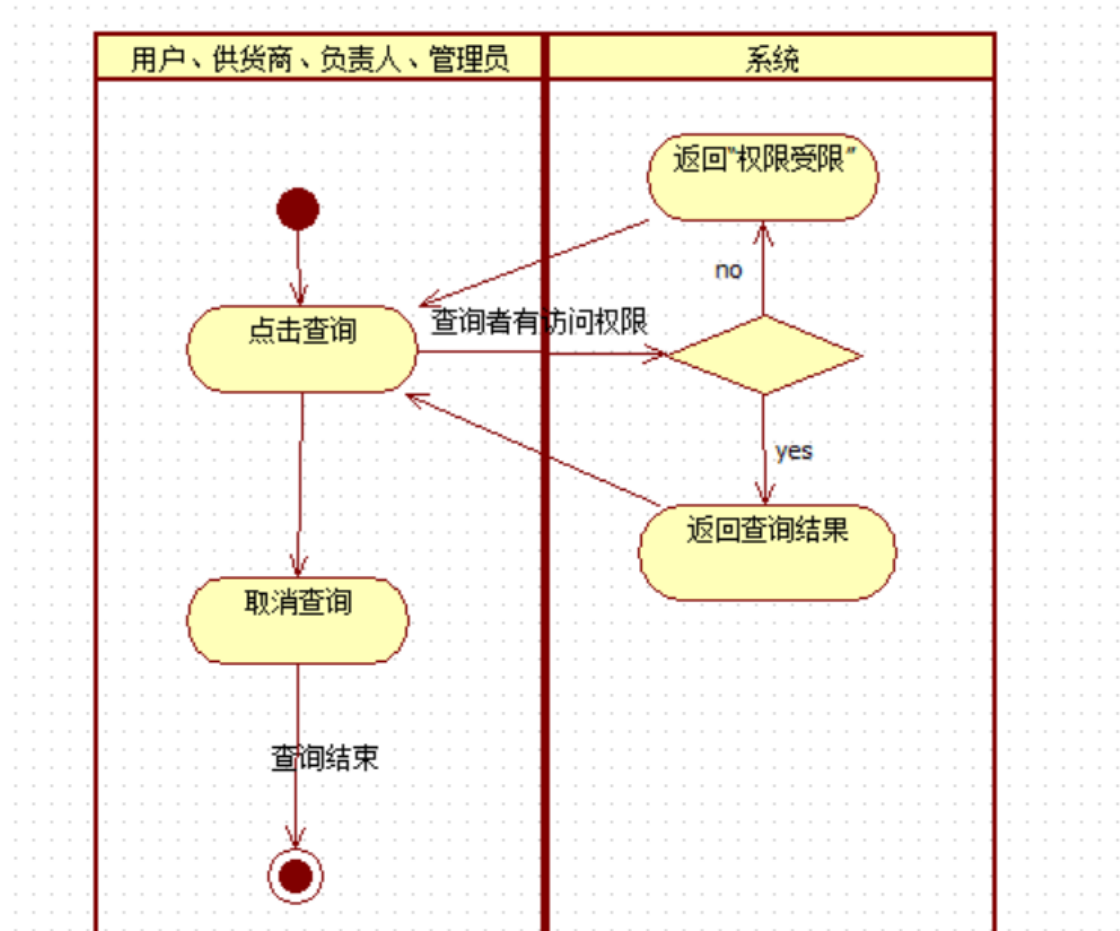 用户、供货商、负责人、管理员
系统
返回"权限受限"
no
查询者有访问权限
点击查询
yes
返回查询结果
取消查询
查询结束